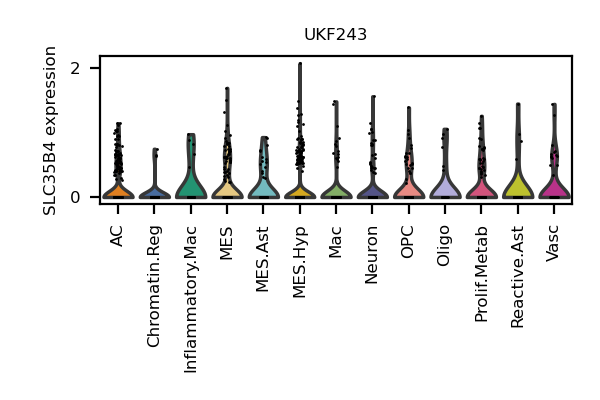 UKF243
SLC35B4 expression
2
0
AC
Chromatin.Reg
Inflammatory.Mac
MES
MES.Ast
MES.Hyp
Mac
Neuron
OPC
Oligo
Prolif.Metab
Reactive.Ast
Vasc